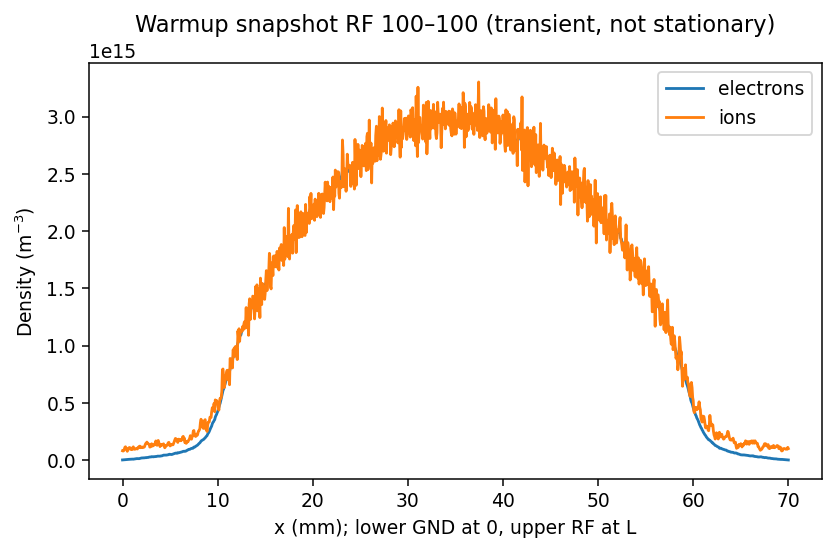 Warmup snapshot RF 100–100 (transient, not stationary)
1e15
electrons
ions
3.0
2.5
2.0
1.5
1.0
0.5
0.0
Density (m⁻³)
0 10 20 30 40 50 60 70
x (mm); lower GND at 0, upper RF at L